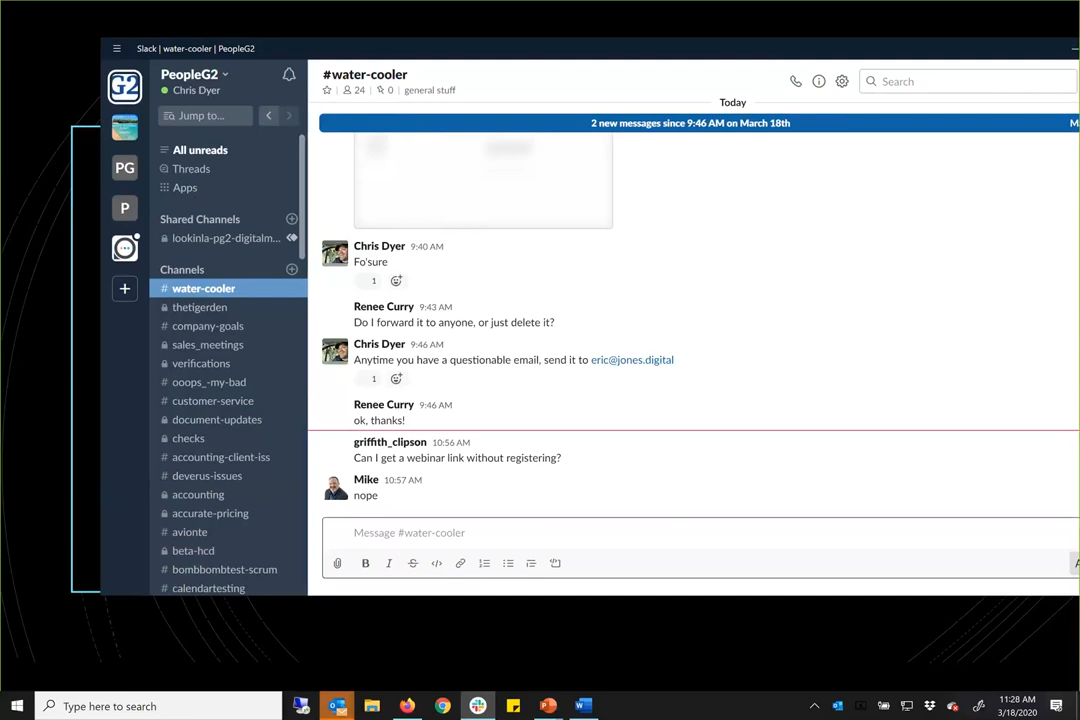 Slack | water-cooler | PeopleG2
G2
PG
P
PeopleG2
Chris Dyer
Jump to...
All unreads
Threads
Apps
Shared Channels
lookinla-pg2-digitalm...
Channels
# water-cooler
thetigerden
# company-goals
sales_meetings
verifications
# ooops_-my-bad
# customer-service
document-updates
checks
# accounting-client-iss
# deverus-issues
accounting
accurate-pricing
# avionte
beta-hcd
# bombbombtest-scrum
# calendartesting
#water-cooler
24
0
general stuff
Search
Today
2 new messages since 9:46 AM on March 18th
M
Chris Dyer 9:40 AM
Fo'sure
1
Renee Curry 9:43 AM
Do I forward it to anyone, or just delete it?
Chris Dyer 9:46 AM
Anytime you have a questionable email, send it to eric@jones.digital
1
Renee Curry 9:46 AM
ok, thanks!
griffith_clipson 10:56 AM
Can I get a webinar link without registering?
Mike 10:57 AM
nope
Message #water-cooler
B I S
Type here to search
11:28 AM
3/18/2020